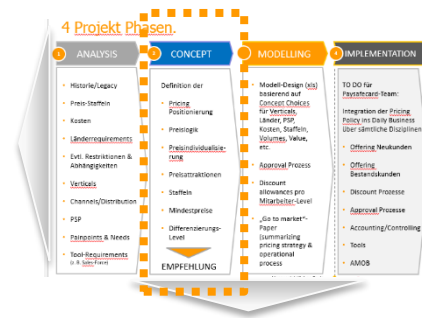 4 Projekt Phasen.
ANALYSIS
Historie/Legacy
Preis-Staffeln
Kosten
Länderrequirements
Evtl. Restriktionen &
Abhängigkeiten
Verticals
Channels/Distribution
PSP
Painpoints & Needs
Tool-Requirements
(z.B. Sales-Force)
CONCEPT
Definition der
Pricing
Positionierung
Preislogik
Preisindividualisie-
rung
Preisattraktionen
Staffeln
Mindestpreise
Differenzierungs-
Level
EMPFEHLUNG
MODELLING
Modell-Design (xls)
basierend auf
Concept Choices
für Verticals,
Länder, PSP,
Kosten, Staffeln,
Volumes, Value,
etc.
Approval Prozess
Discount
allowances pro
Mitarbeiter-Level
„Go to market"-
Paper
(summarizing
pricing strategy &
operational
process
IMPLEMENTATION
TO DO für
Paysafecard-Team:
Integration der Pricing
Policy ins Daily Business
über sämtliche Disziplinen
Offering Neukunden
Offering
Bestandskunden
Discount Prozesse
Approval Prozesse
Accounting/Controlling
Tools
AMOB